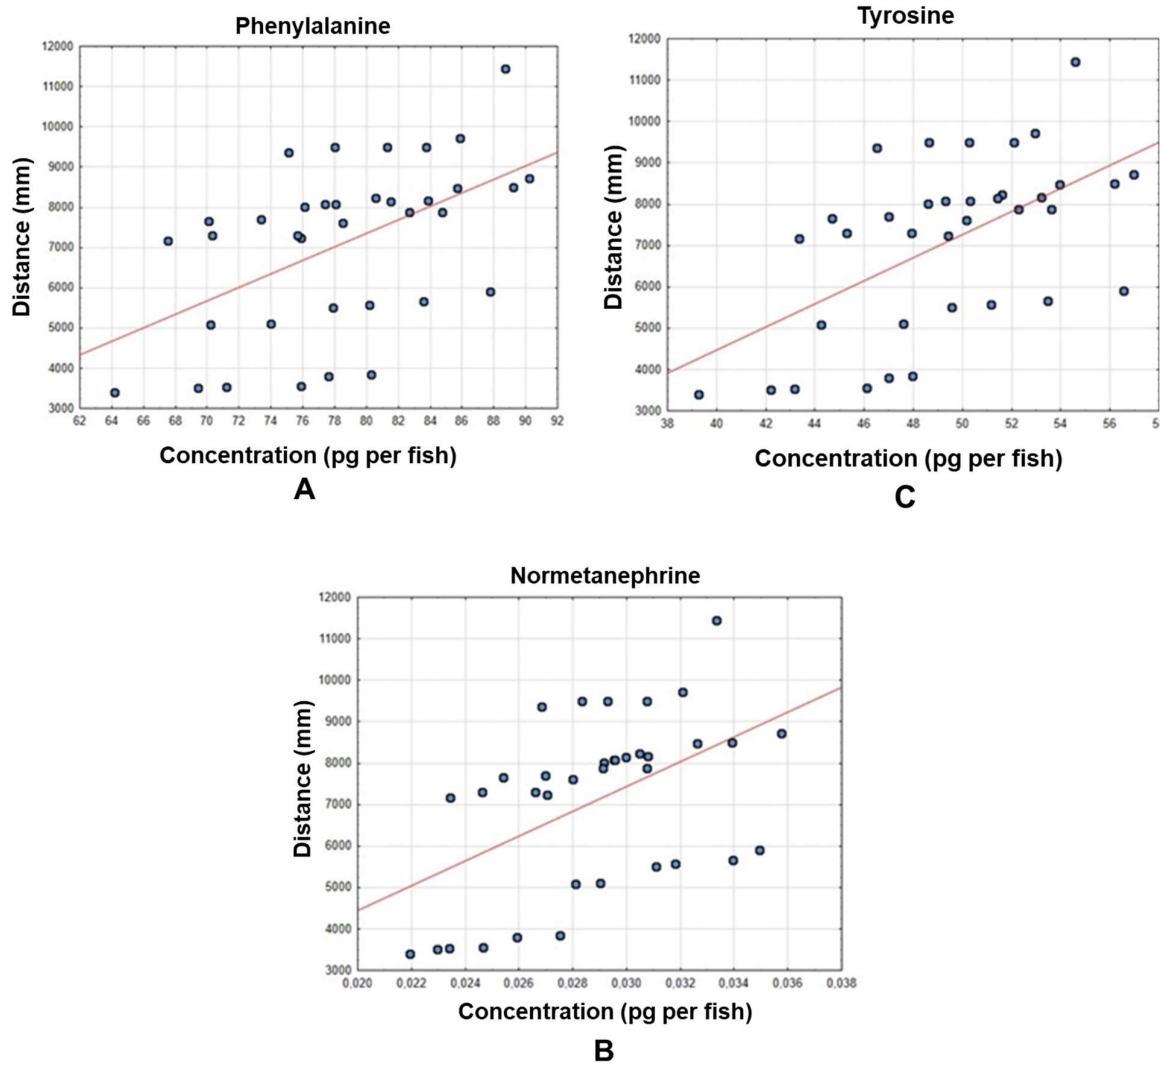 Phenylalanine
12000
11000
10000
9000
8000
7000
6000
5000
4000
3000
Distance (mm)
62 64 66 68 70 72 74 76 78 80 82 84 86 88 90 92
Concentration (pg per fish)
A
Tyrosine
12000
11000
10000
9000
8000
7000
6000
5000
4000
3000
Distance (mm)
38 40 42 44 46 48 50 52 54 56 5
Concentration (pg per fish)
C
Normetanephrine
12000
11000
10000
9000
8000
7000
6000
5000
4000
3000
Distance (mm)
0,020 0,022 0,024 0,026 0,028 0,030 0,032 0,034 0,036 0,038
Concentration (pg per fish)
B